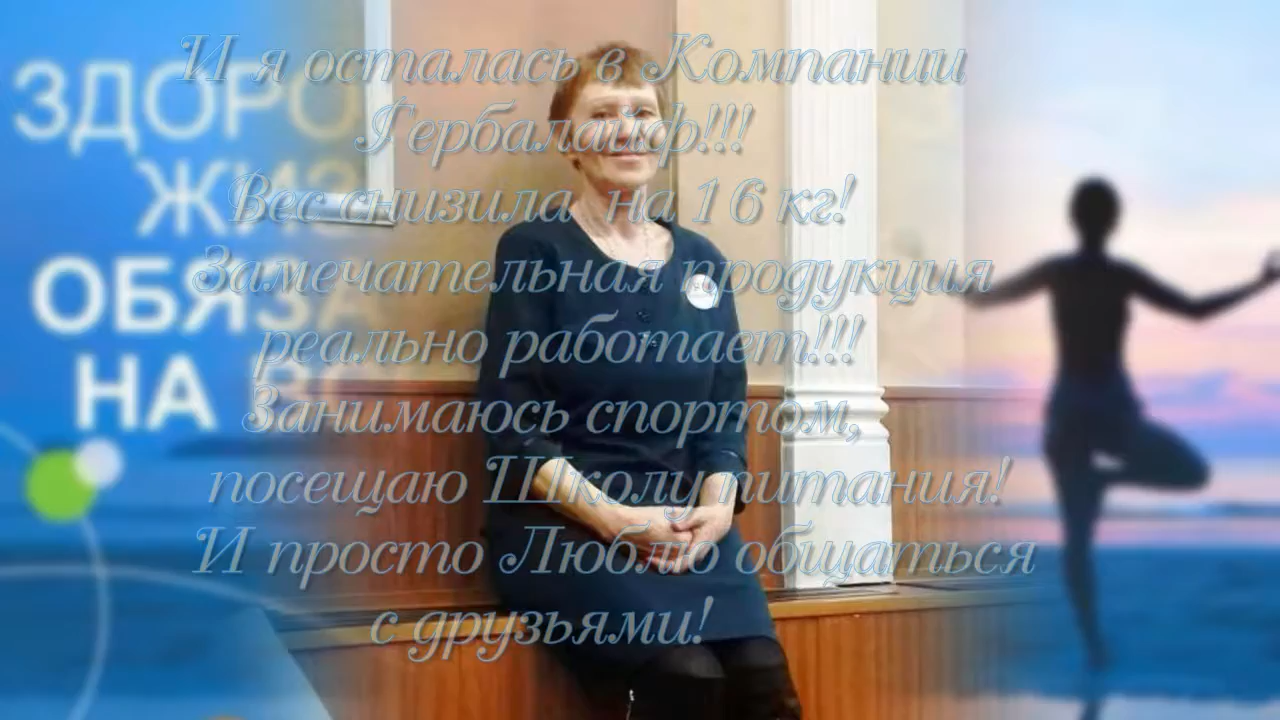 И я осталась в Компании
Гербалайф!!!
Вес снизила на 16 кг!
Замечательная продукция
реально работает!!!
Занимаюсь спортом,
посещаю Школу питания!
И просто Люблю общаться
с друзьями!
ЗДОРО
ЖИЗ
ОБЯЗА
НА